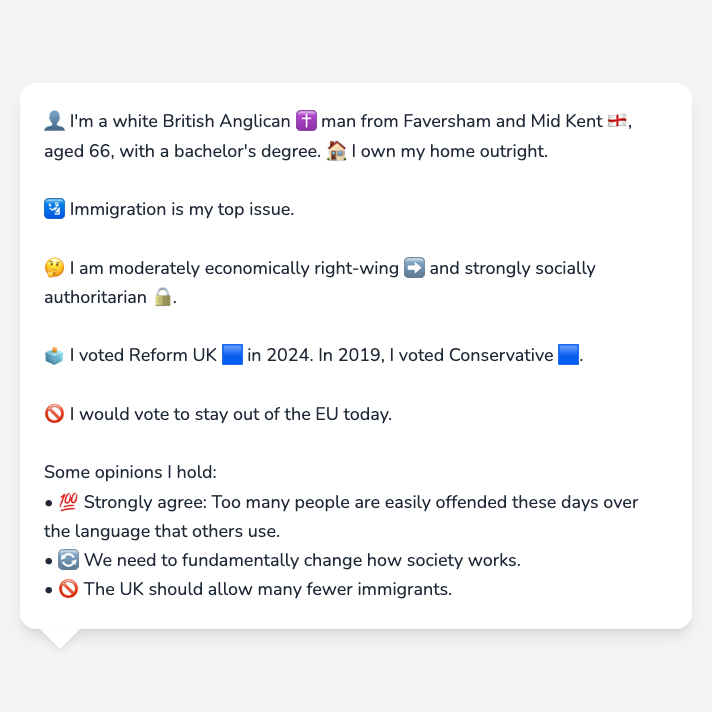 👤 I'm a white British Anglican ✝️ man from Faversham and Mid Kent 🏴󠁧󠁢󠁥󠁮󠁧󠁿,
aged 66, with a bachelor's degree. 🏠 I own my home outright.
🛂 Immigration is my top issue.
🤔 I am moderately economically right-wing ➡️ and strongly socially
authoritarian 🔒.
🗳️ I voted Reform UK 🟦 in 2024. In 2019, I voted Conservative 🟦.
🚫 I would vote to stay out of the EU today.
Some opinions I hold:
• 💯 Strongly agree: Too many people are easily offended these days over
the language that others use.
• 🔄 We need to fundamentally change how society works.
• 🚫 The UK should allow many fewer immigrants.